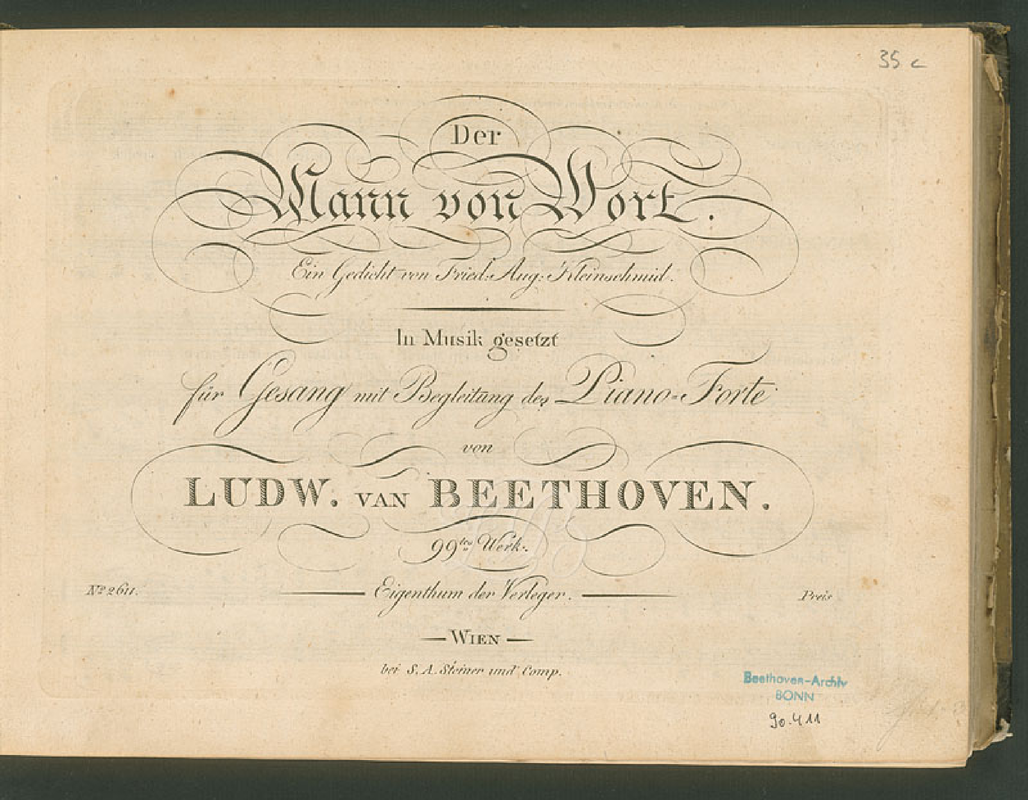 35 c
Der
Mann von Wort.
Ein Gedicht von Fried: Aug: Kleinschmid.
In Musik gesetzt
für Gesang mit Begleitung des Piano-Forte
von
LUDW. VAN BEETHOVEN.
99tes Werk.
Eigenthum der Verleger.
No 2611. Preis
— WIEN —
bei S. A. Steiner und Comp.
Beethoven-Archiv
BONN
90.411